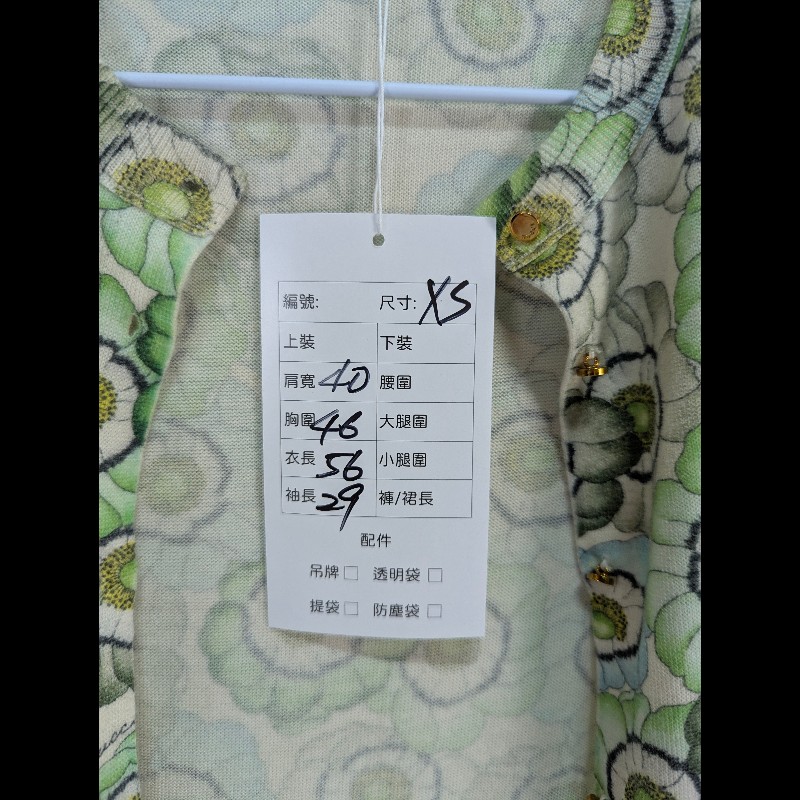 編號: 尺寸: XS
上裝 下裝
肩寬 40 腰圍
胸圍 46 大腿圍
衣長 56 小腿圍
袖長 29 褲/裙長
配件
吊牌 □ 透明袋 □
提袋 □ 防塵袋 □